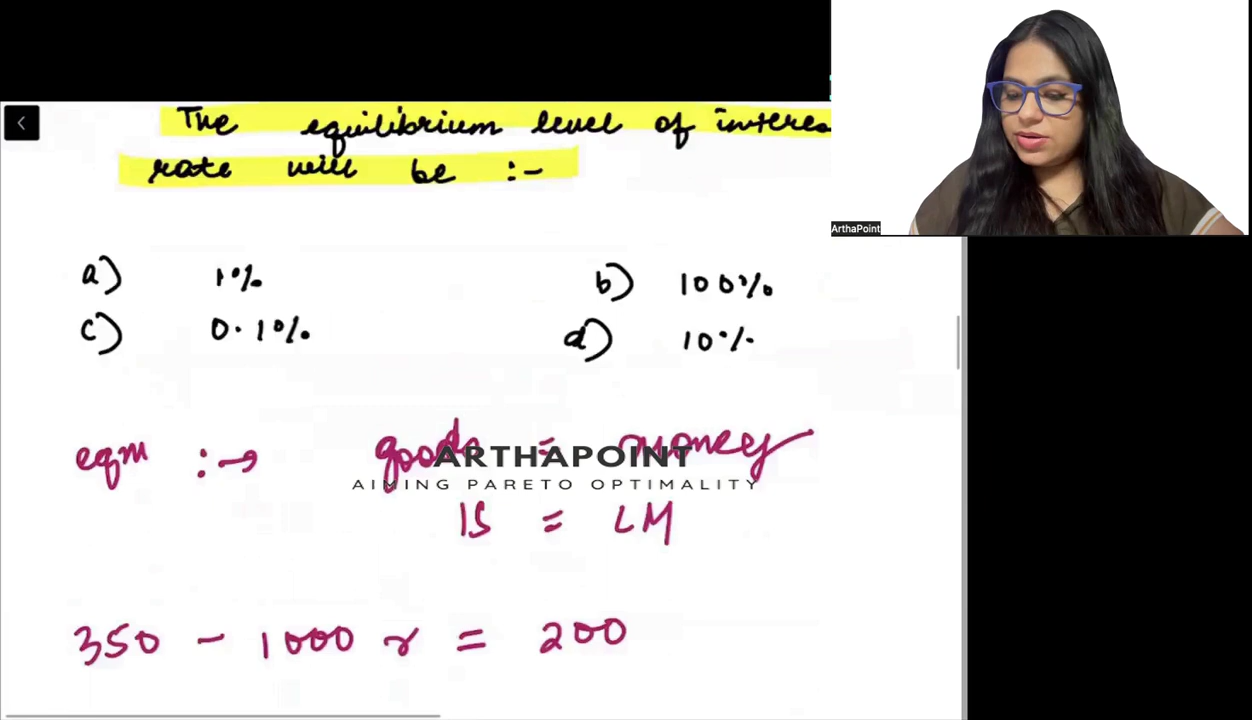 The equilibrium level of interes
rate will be :-
a) 1% b) 100%
c) 0.1% d) 10%
eqm :→ goods = money
ARTHAPOINT
AIMING PARETO OPTIMALITY
IS = LM
350 - 1000 r = 200
ArthaPoint